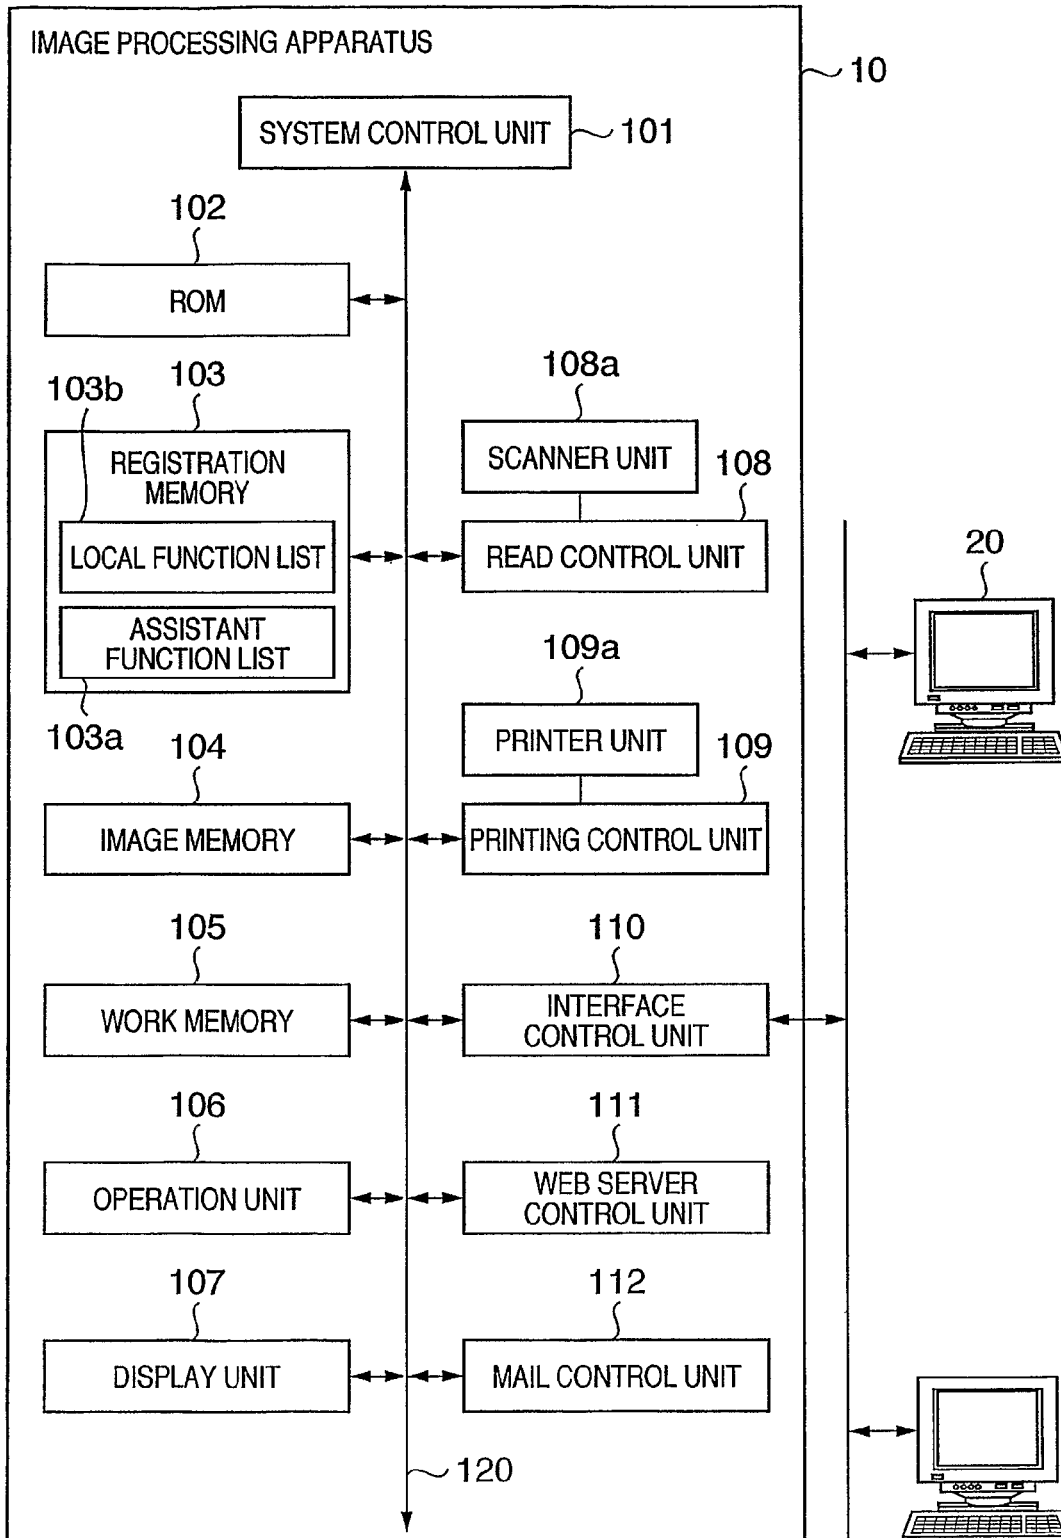 IMAGE PROCESSING APPARATUS
10
SYSTEM CONTROL UNIT
101
102
ROM
103b
103
REGISTRATION
MEMORY
LOCAL FUNCTION LIST
ASSISTANT
FUNCTION LIST
103a
108a
SCANNER UNIT
108
READ CONTROL UNIT
20
109a
PRINTER UNIT
109
PRINTING CONTROL UNIT
104
IMAGE MEMORY
105
WORK MEMORY
110
INTERFACE
CONTROL UNIT
106
OPERATION UNIT
111
WEB SERVER
CONTROL UNIT
107
DISPLAY UNIT
112
MAIL CONTROL UNIT
120